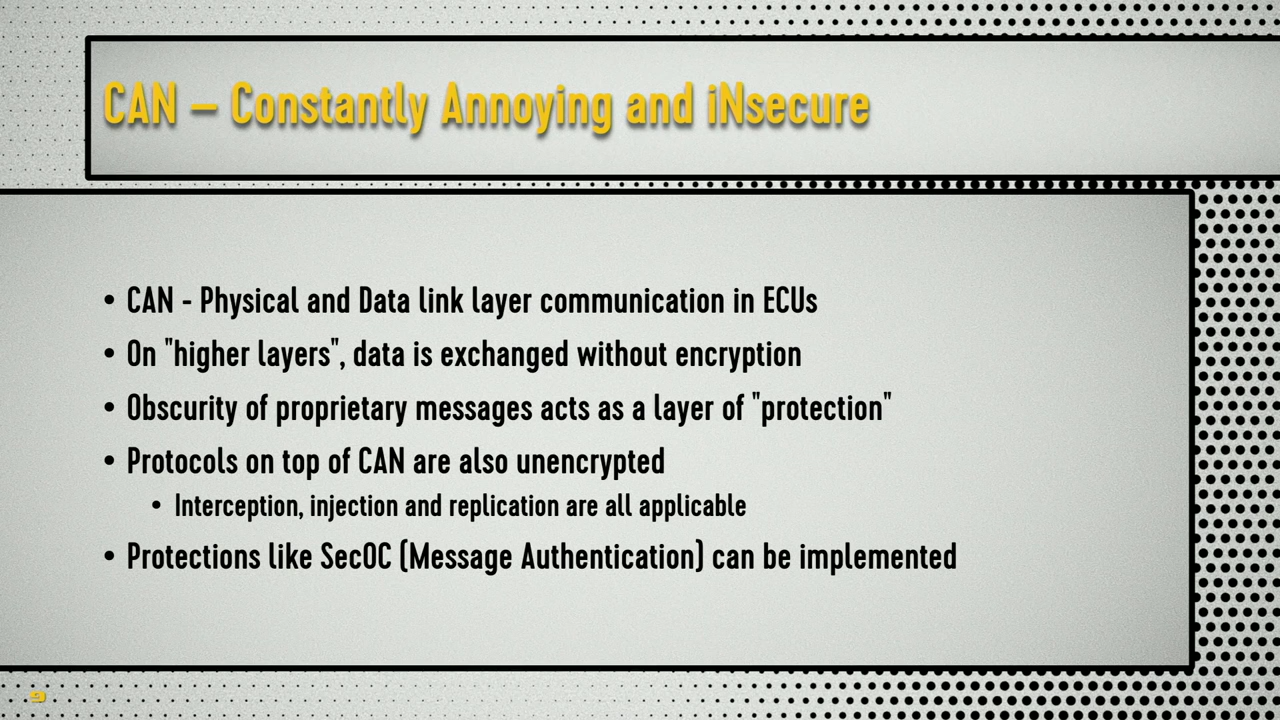 CAN – Constantly Annoying and iNsecure
• CAN - Physical and Data link layer communication in ECUs
• On "higher layers", data is exchanged without encryption
• Obscurity of proprietary messages acts as a layer of "protection"
• Protocols on top of CAN are also unencrypted
• Interception, injection and replication are all applicable
• Protections like SecOC (Message Authentication) can be implemented
9